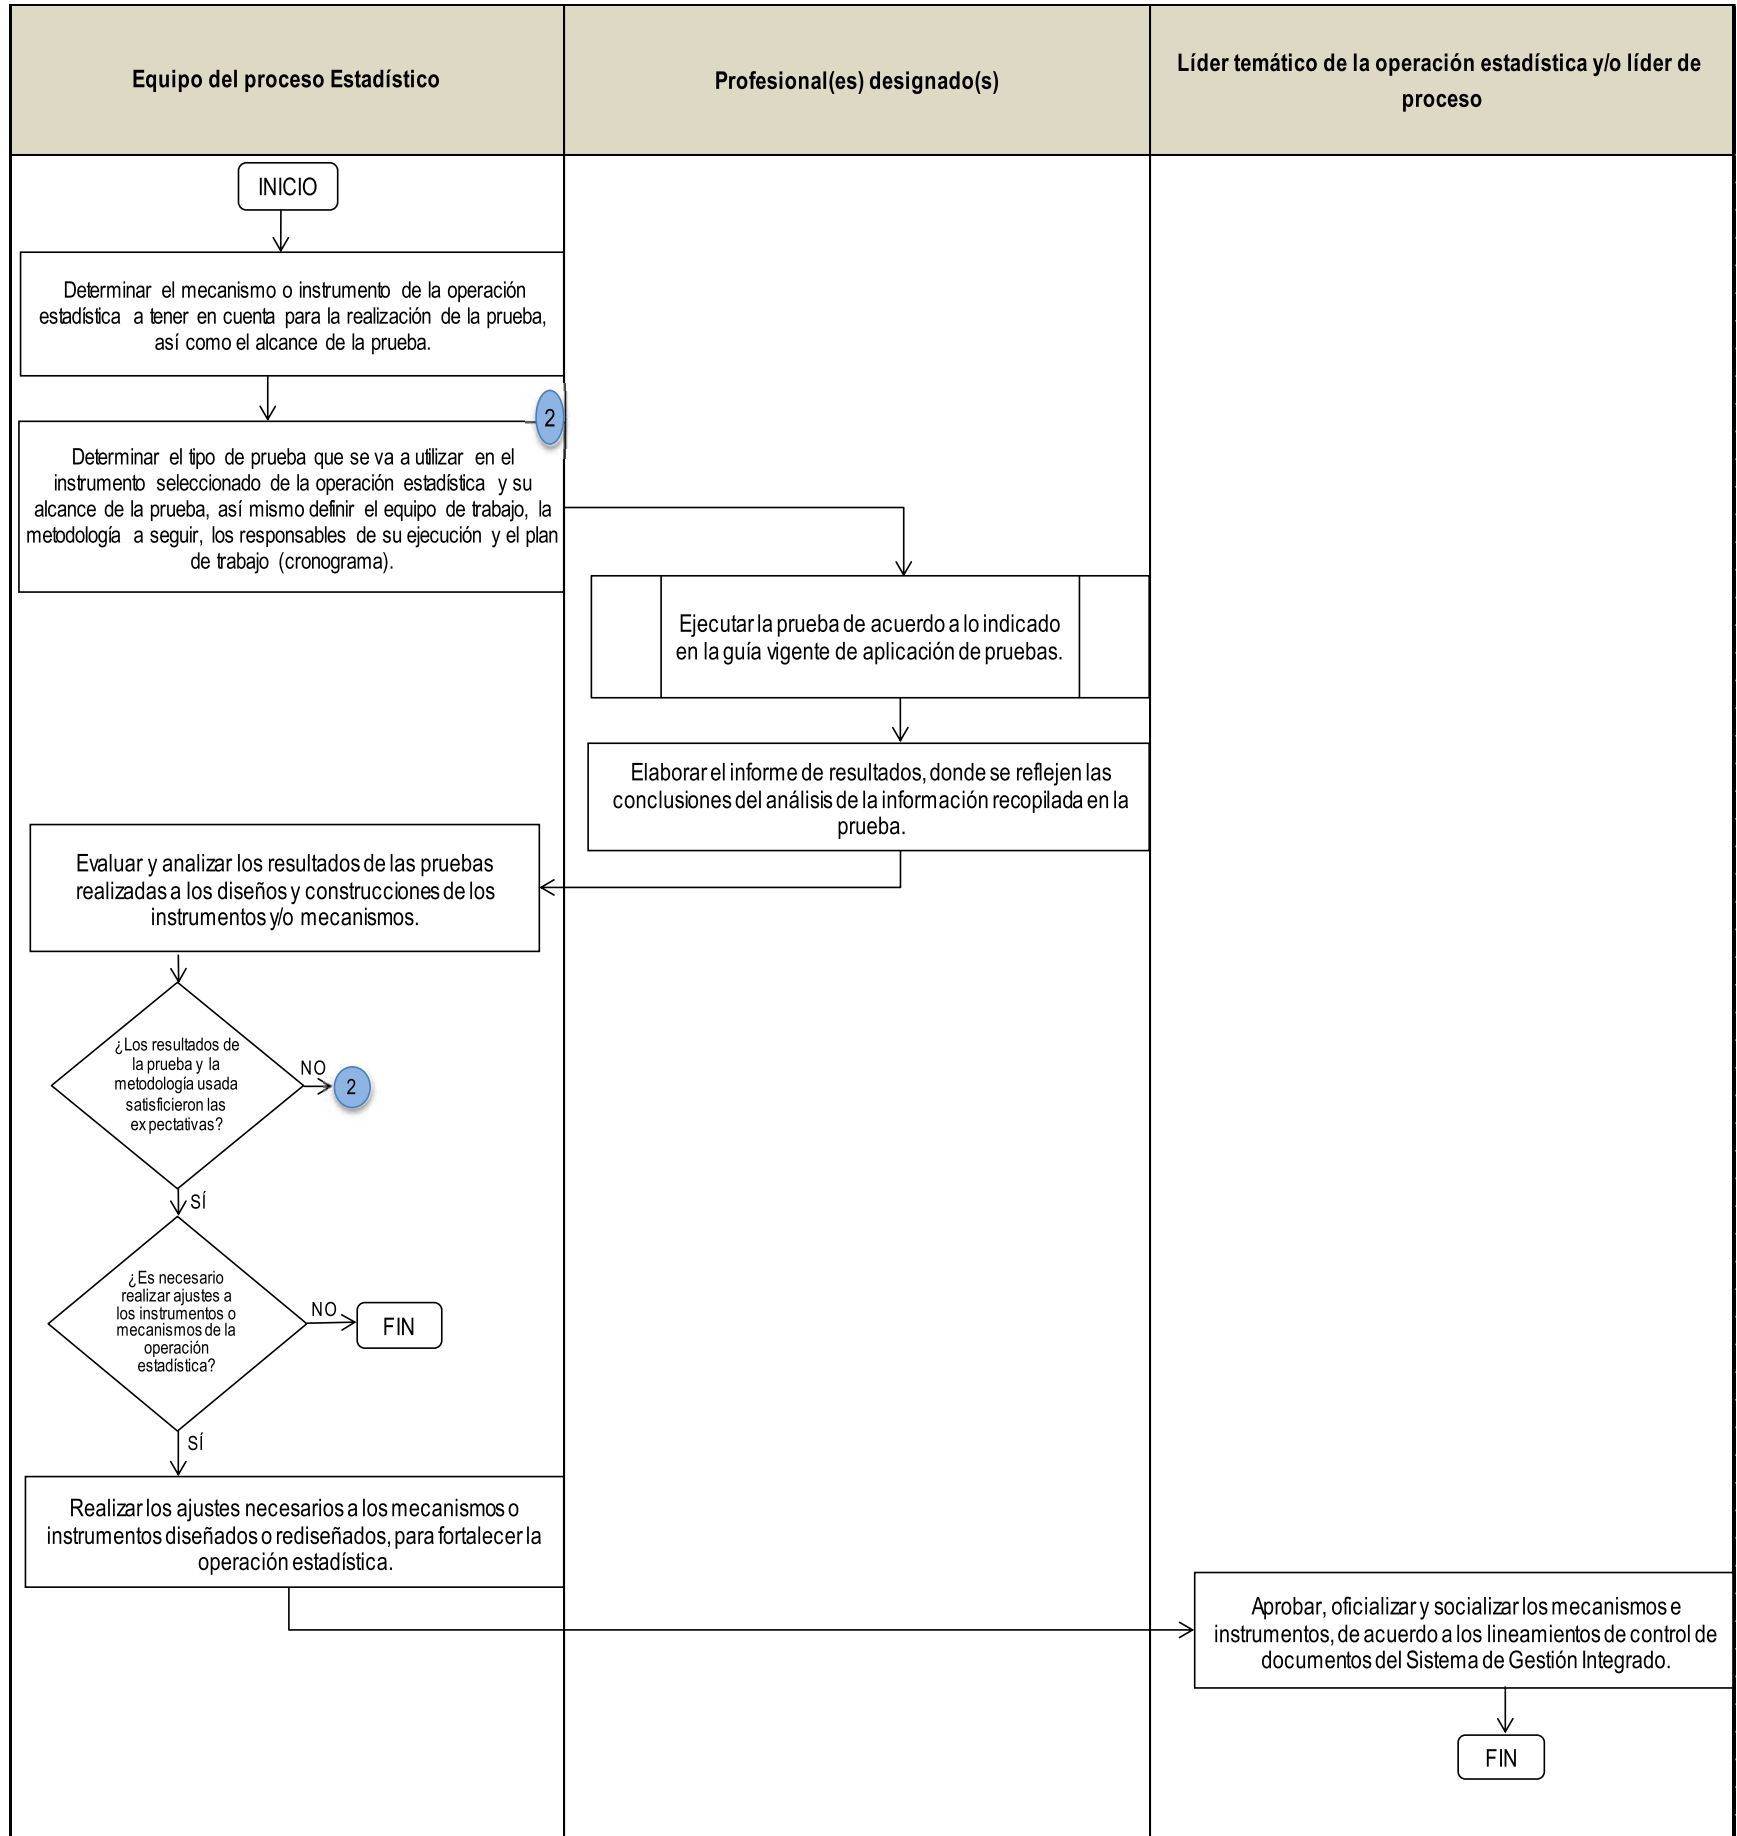 Equipo del proceso Estadístico
Profesional(es) designado(s)
Líder temático de la operación estadística y/o líder de
proceso
INICIO
Determinar el mecanismo o instrumento de la operación
estadística a tener en cuenta para la realización de la prueba,
así como el alcance de la prueba.
2
Determinar el tipo de prueba que se va a utilizar en el
instrumento seleccionado de la operación estadística y su
alcance de la prueba, así mismo definir el equipo de trabajo, la
metodología a seguir, los responsables de su ejecución y el plan
de trabajo (cronograma).
Ejecutar la prueba de acuerdo a lo indicado
en la guía vigente de aplicación de pruebas.
Elaborar el informe de resultados, donde se reflejen las
conclusiones del análisis de la información recopilada en la
prueba.
Evaluar y analizar los resultados de las pruebas
realizadas a los diseños y construcciones de los
instrumentos y/o mecanismos.
¿Los resultados de
la prueba y la
metodología usada
satisficieron las
expectativas?
NO
2
SÍ
¿Es necesario
realizar ajustes a
los instrumentos o
mecanismos de la
operación
estadística?
NO
FIN
SÍ
Realizar los ajustes necesarios a los mecanismos o
instrumentos diseñados o rediseñados, para fortalecer la
operación estadística.
Aprobar, oficializar y socializar los mecanismos e
instrumentos, de acuerdo a los lineamientos de control de
documentos del Sistema de Gestión Integrado.
FIN